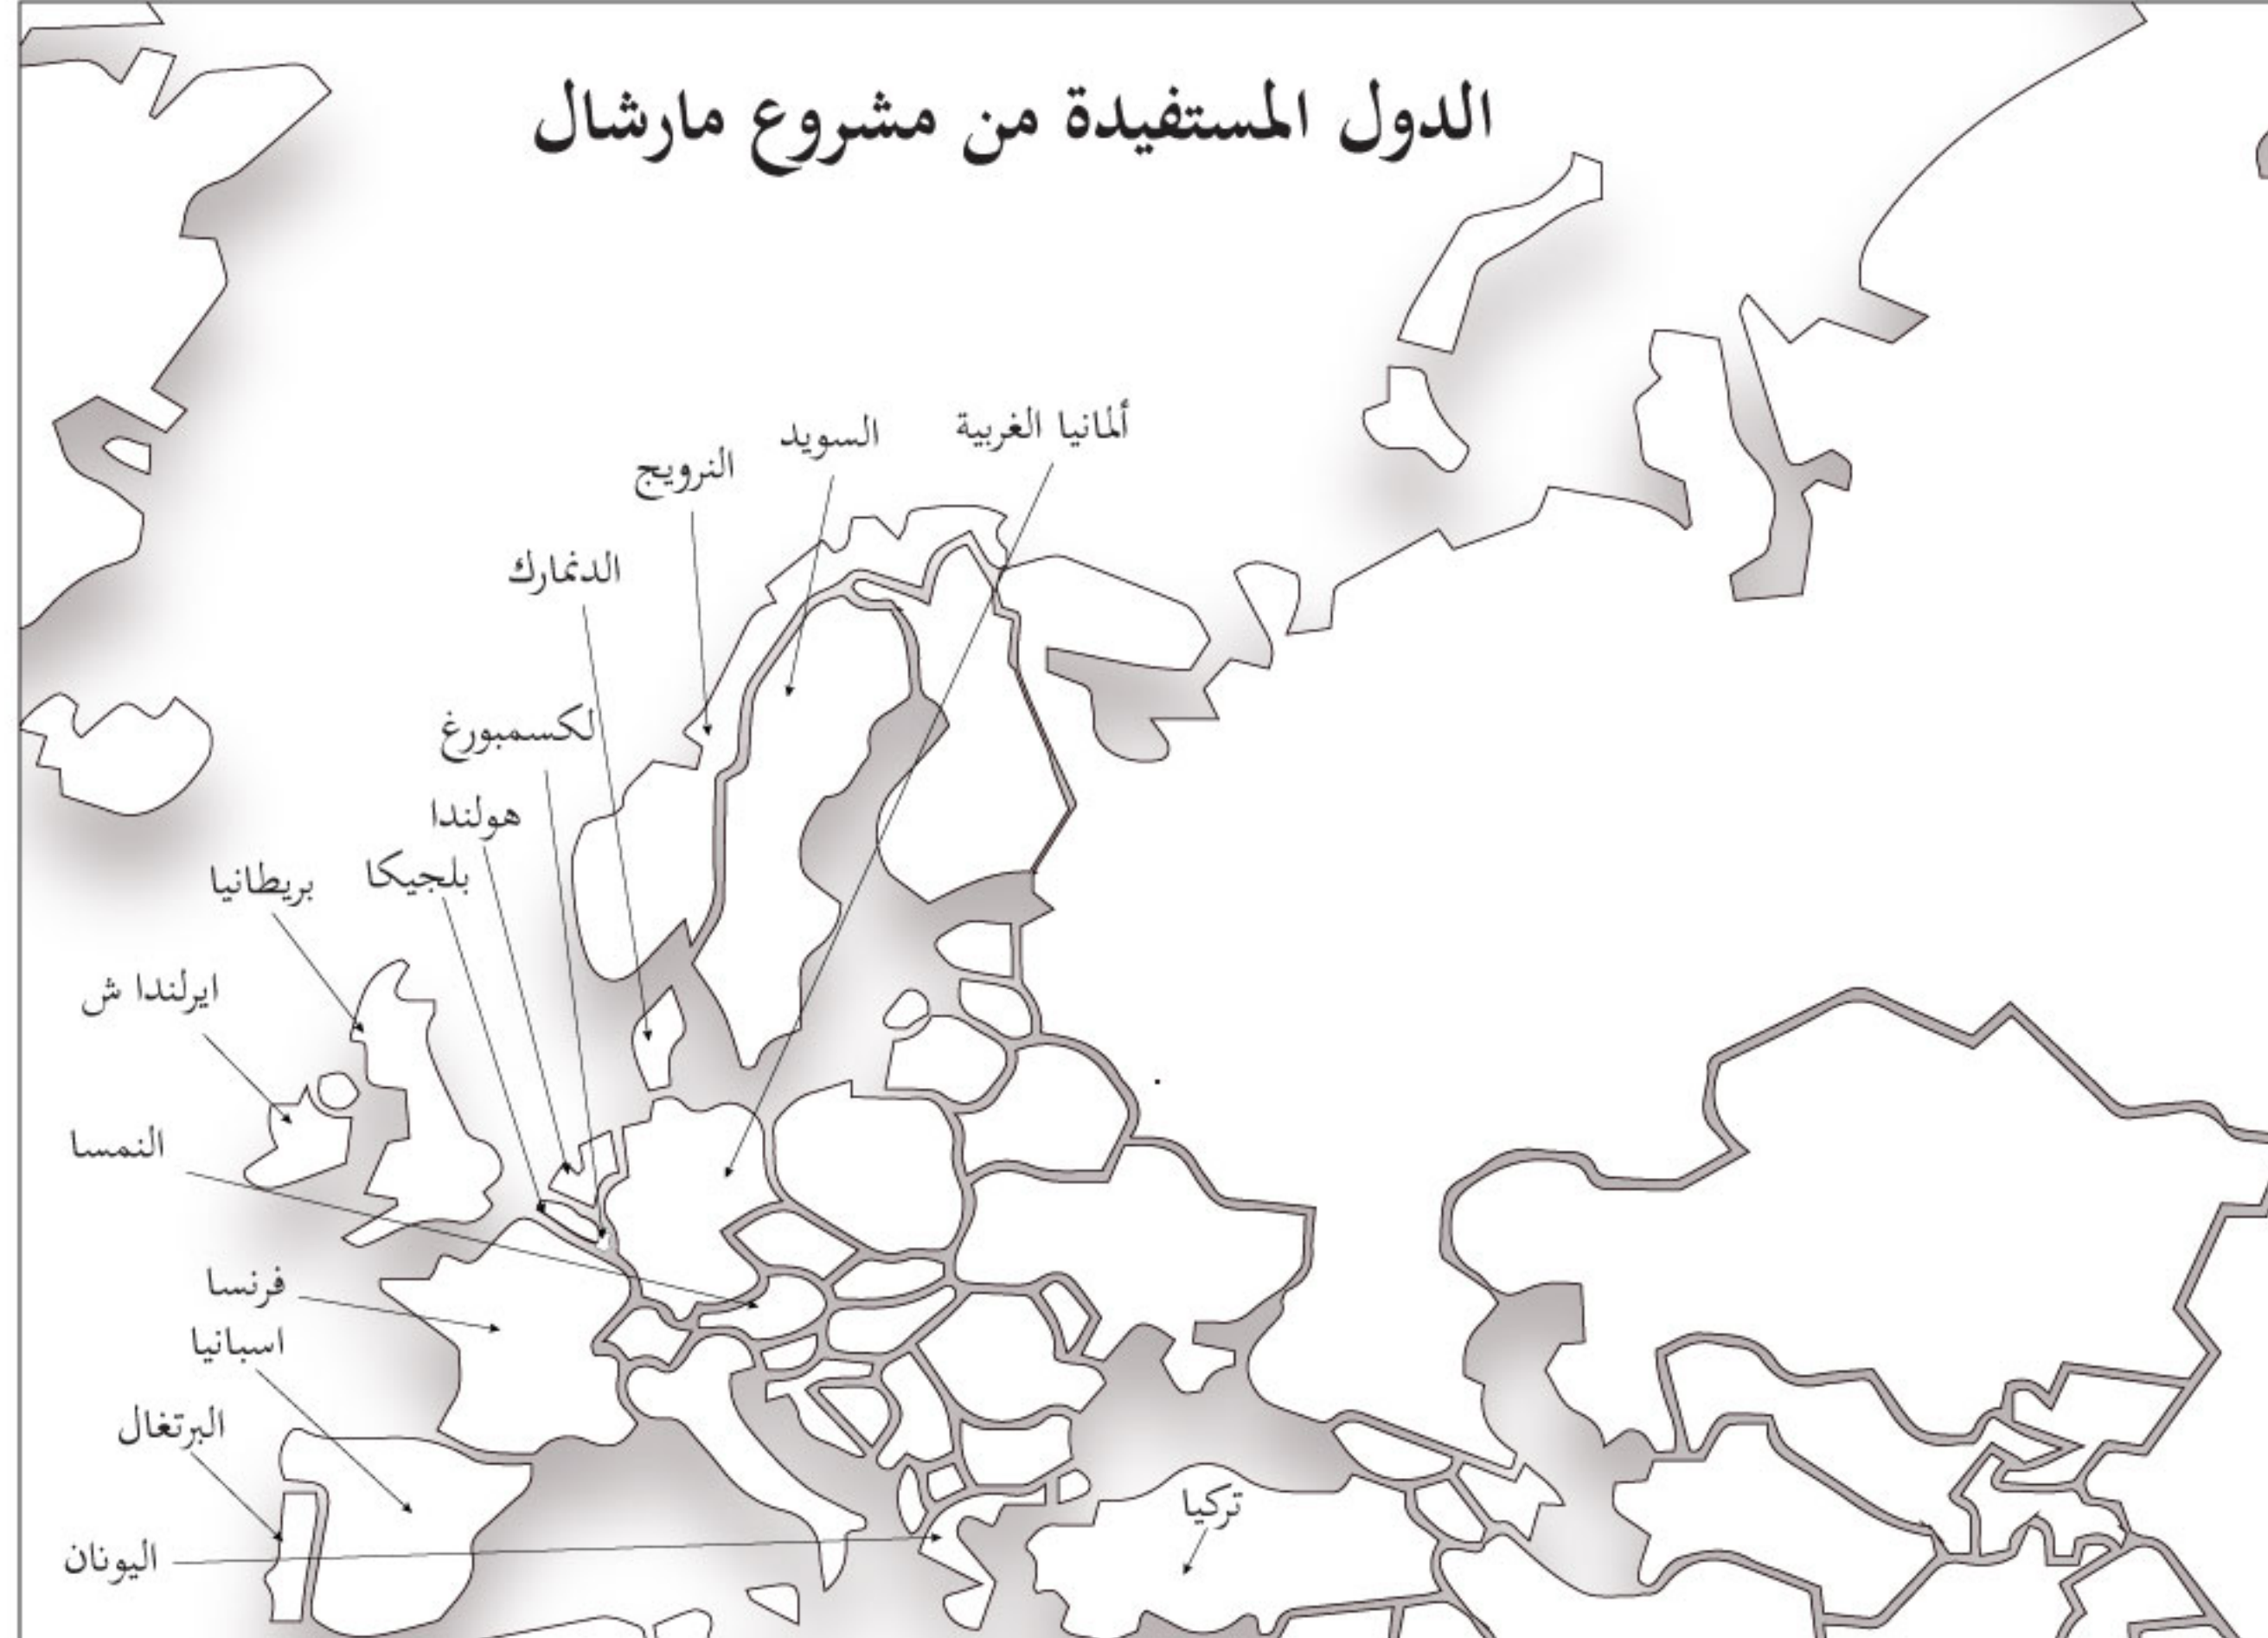 الدول المستفيدة من مشروع مارشال
ألمانيا الغربية
السويد
النرويج
الدنمارك
لكسمبورغ
هولندا
بلجيكا
بريطانيا
ايرلندا ش
النمسا
فرنسا
اسبانيا
البرتغال
اليونان
تركيا